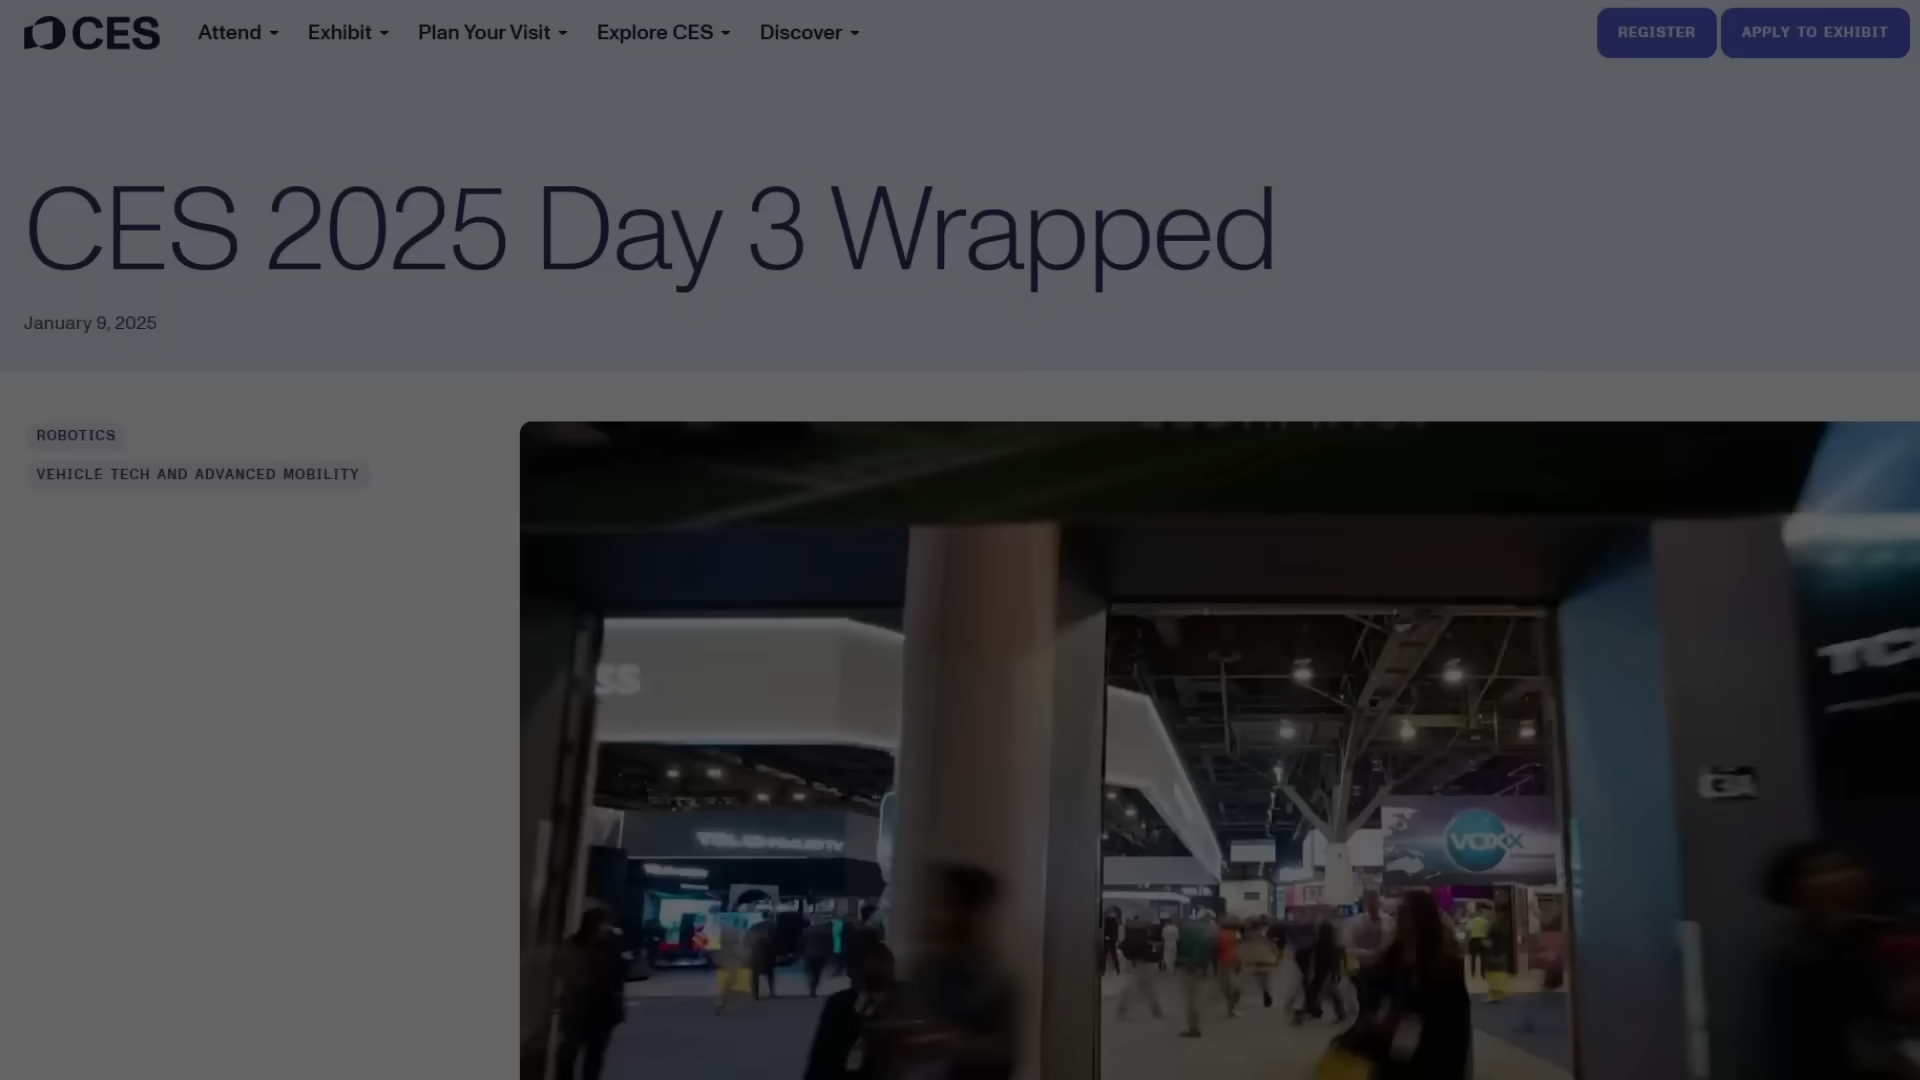 CES
Attend
Exhibit
Plan Your Visit
Explore CES
Discover
REGISTER
APPLY TO EXHIBIT
CES 2025 Day 3 Wrapped
January 9, 2025
ROBOTICS
VEHICLE TECH AND ADVANCED MOBILITY
SS
VOXX